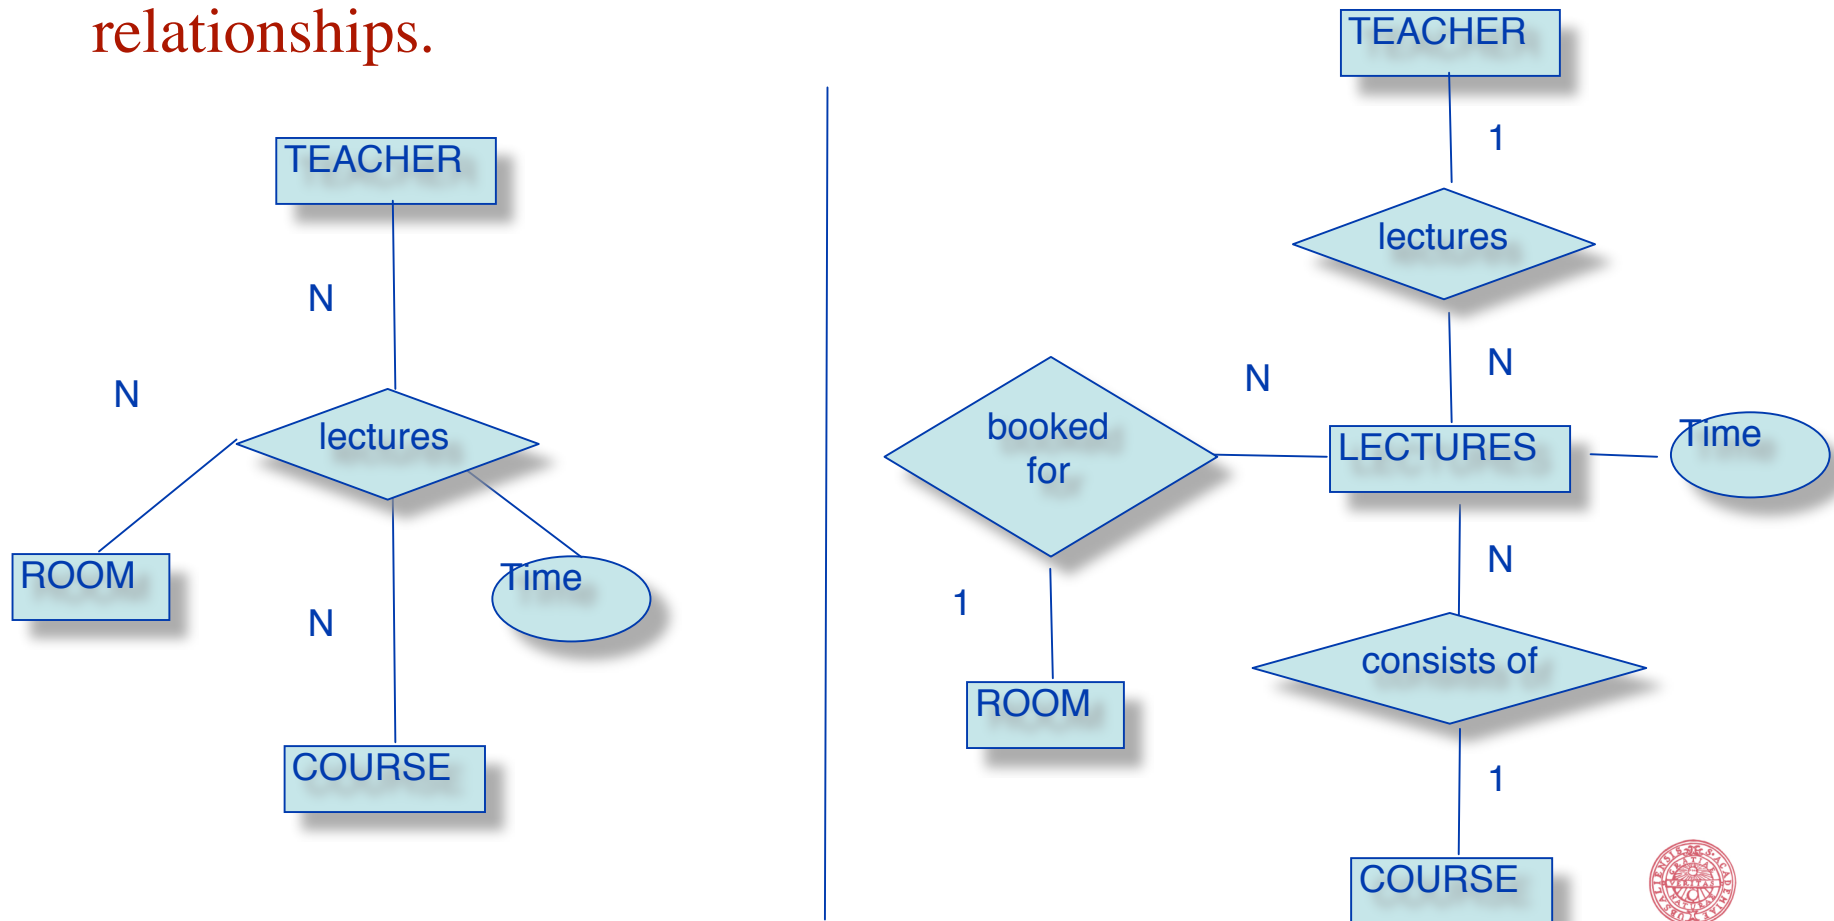 relationships.
TEACHER
N
N
lectures
ROOM
Time
N
COURSE
TEACHER
1
lectures
N
N
booked
for
LECTURES
Time
N
1
consists of
ROOM
1
COURSE